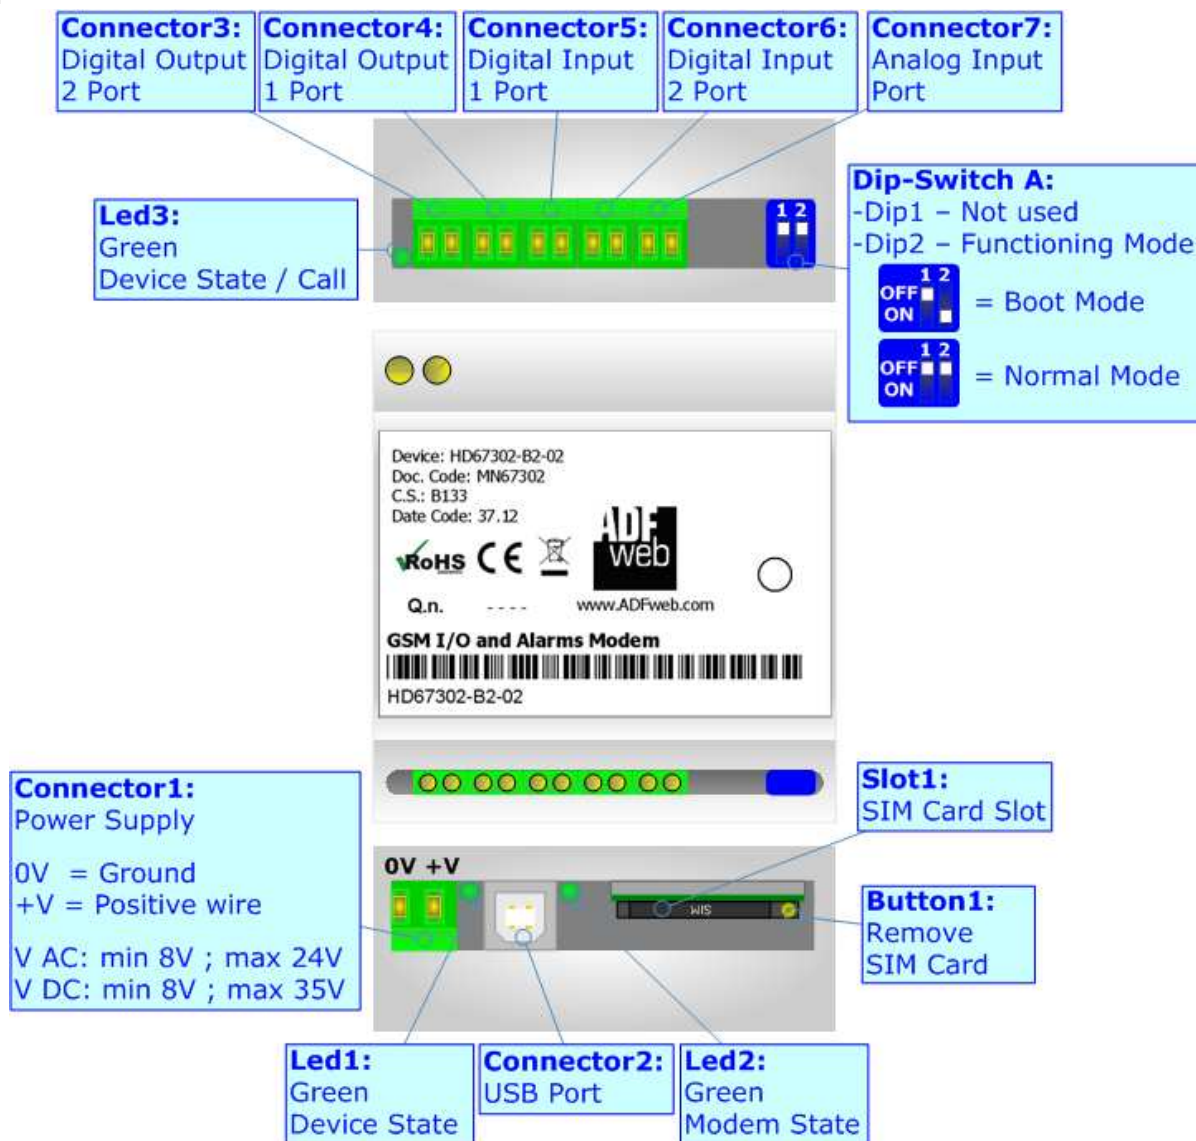 Connector3:
Digital Output
2 Port
Connector4:
Digital Output
1 Port
Connector5:
Digital Input
1 Port
Connector6:
Digital Input
2 Port
Connector7:
Analog Input
Port
Led3:
Green
Device State / Call
1 2
Dip-Switch A:
-Dip1 – Not used
-Dip2 – Functioning Mode
1 2
OFF
ON
= Boot Mode
1 2
OFF
ON
= Normal Mode
Device: HD67302-B2-02
Doc. Code: MN67302
C.S.: B133
Date Code: 37.12
RoHS CE
ADF
web
Q.n. - - - - www.ADFweb.com
GSM I/O and Alarms Modem
HD67302-B2-02
Connector1:
Power Supply
0V = Ground
+V = Positive wire
V AC: min 8V ; max 24V
V DC: min 8V ; max 35V
0V +V
SIM
Slot1:
SIM Card Slot
Button1:
Remove
SIM Card
Led1:
Green
Device State
Connector2:
USB Port
Led2:
Green
Modem State